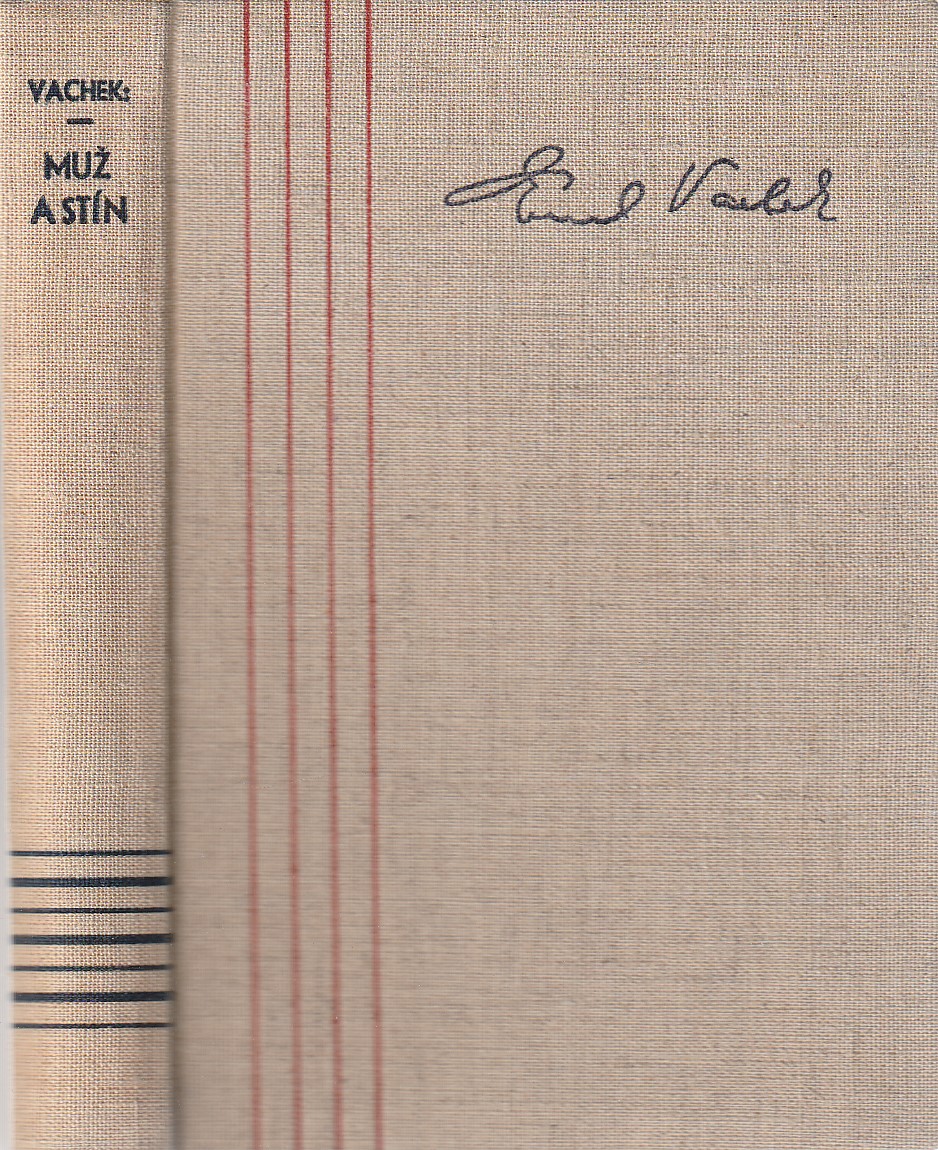 VACHEK:
MUŽ
A STÍN
Emil Vachek